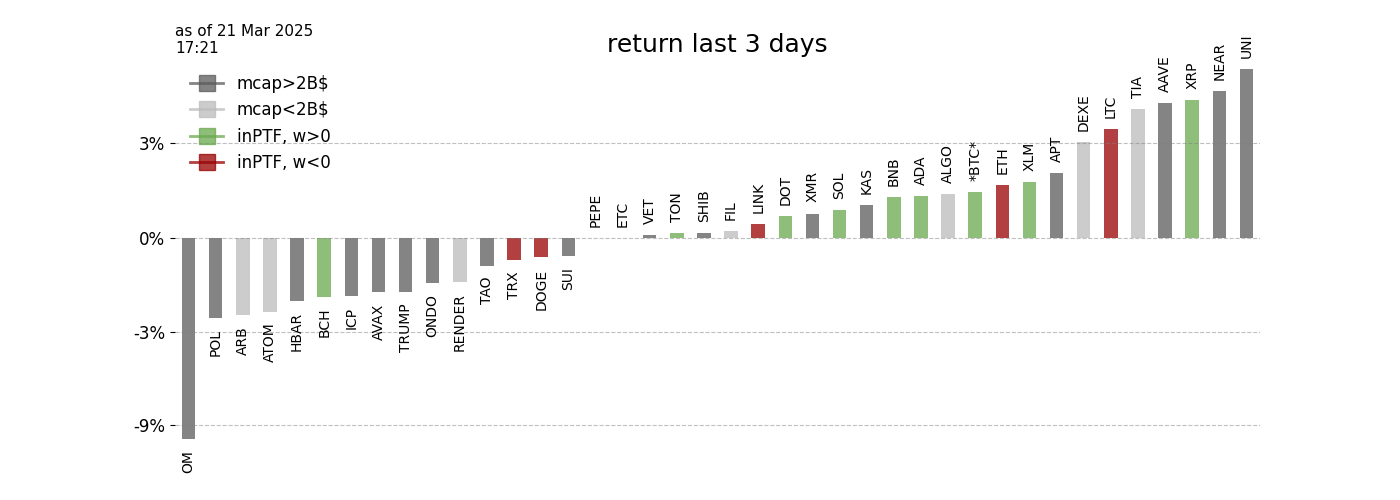 as of 21 Mar 2025
17:21
return last 3 days
mcap>2B$
mcap<2B$
inPTF, w>0
inPTF, w<0
3%
0%
-3%
-9%
OM
POL
ARB
ATOM
HBAR
BCH
ICP
AVAX
TRUMP
ONDO
RENDER
TAO
TRX
DOGE
SUI
PEPE
ETC
VET
TON
SHIB
FIL
LINK
DOT
XMR
SOL
KAS
BNB
ADA
ALGO
*BTC*
ETH
XLM
APT
DEXE
LTC
TIA
AAVE
XRP
NEAR
UNI